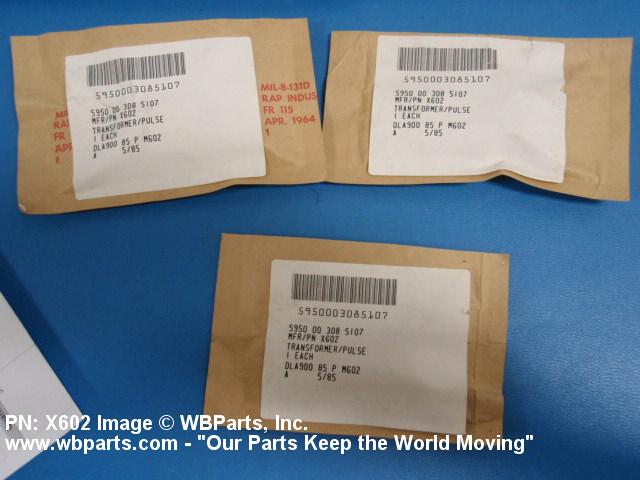 5950003085107
5950 00 308 5107
MFR/PN X602
TRANSFORMER/PULSE
1 EACH
DLA900 85 P M602
A 5/85
MIL-B-131D
RAP INDUS
FR 115
APR. 1964
1
5950003085107
5950 00 308 5107
MFR/PN X602
TRANSFORMER/PULSE
1 EACH
DLA900 85 P M602
A 5/85
5950003085107
5950 00 308 5107
MFR/PN X602
TRANSFORMER/PULSE
1 EACH
DLA900 85 P M602
A 5/85
PN: X602 Image © WBParts, Inc.
www.wbparts.com - "Our Parts Keep the World Moving"